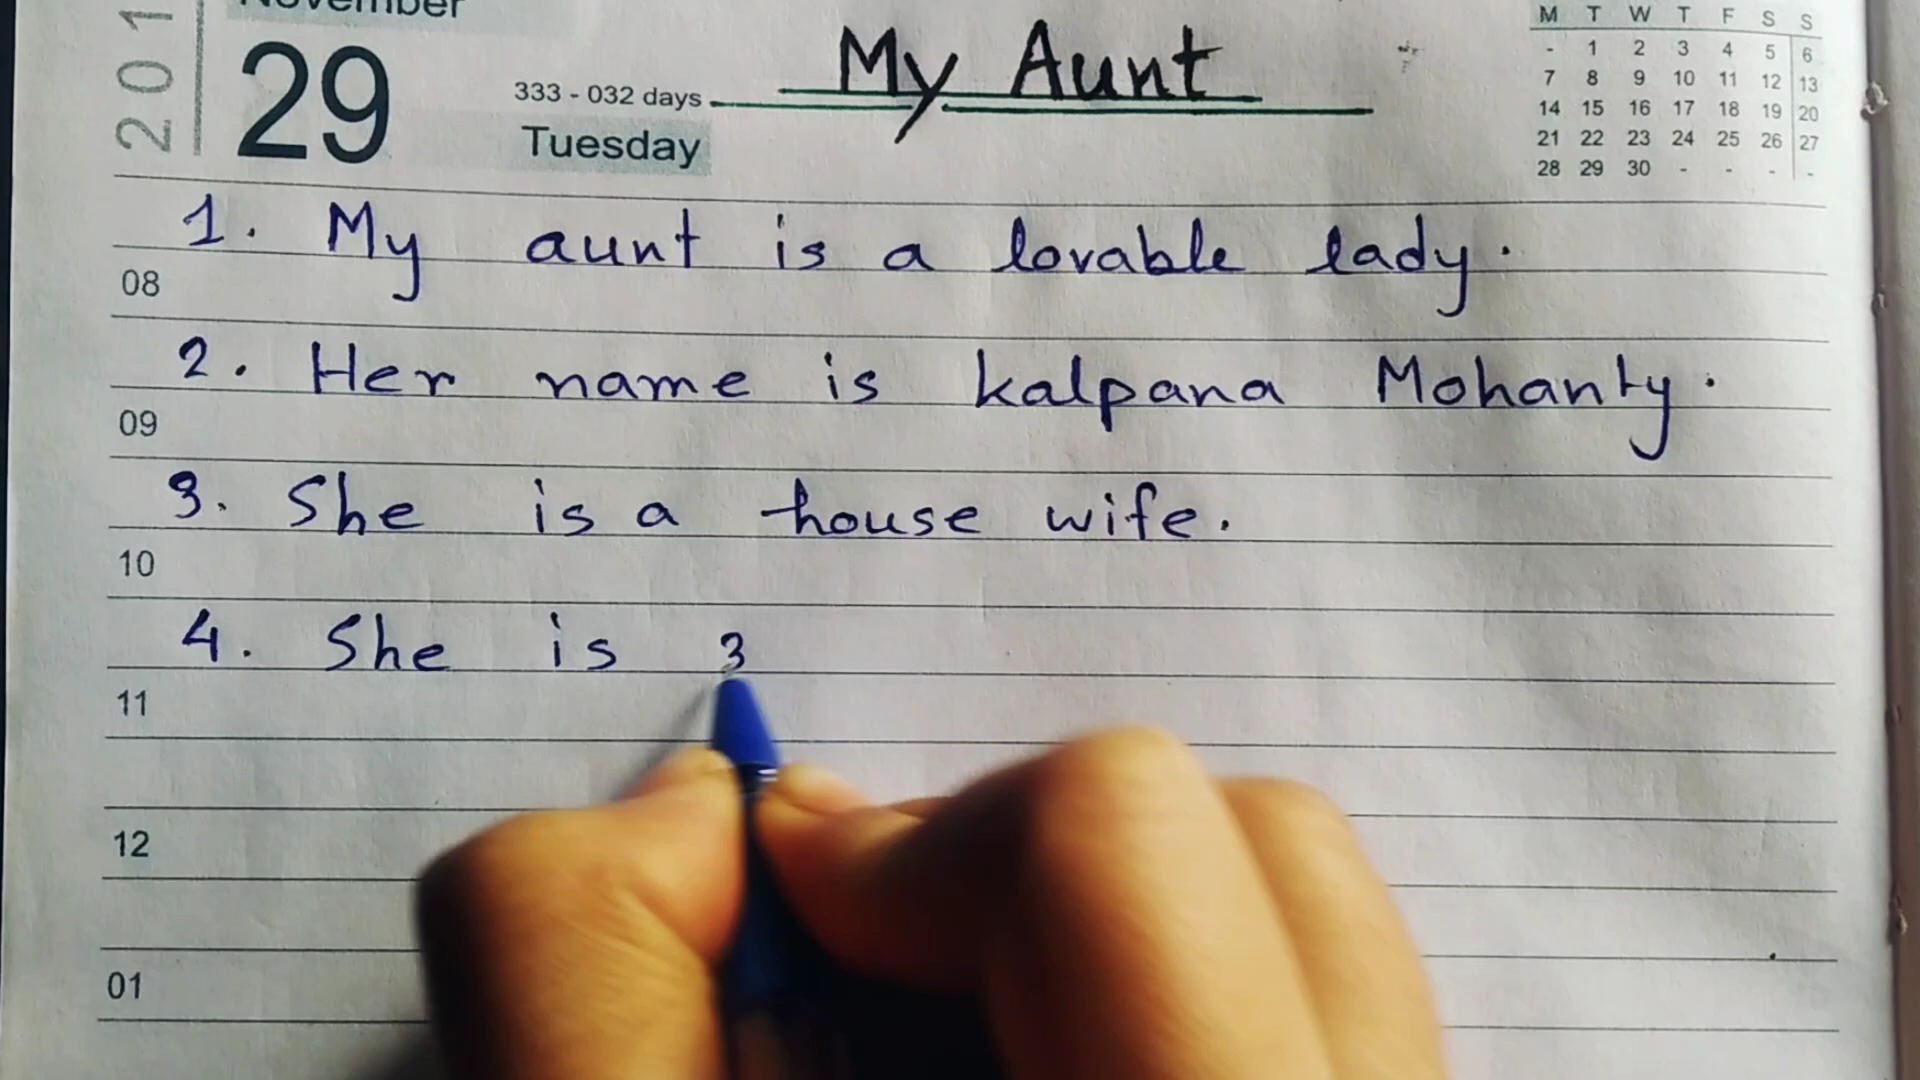 November
201
29
333 - 032 days
Tuesday
My Aunt
M T W T F S S
- 1 2 3 4 5 6
7 8 9 10 11 12 13
14 15 16 17 18 19 20
21 22 23 24 25 26 27
28 29 30 - - - -
1. My aunt is a lovable lady.
08
2. Her name is kalpana Mohanty.
09
3. She is a house wife.
10
4. She is 3
11
12
01